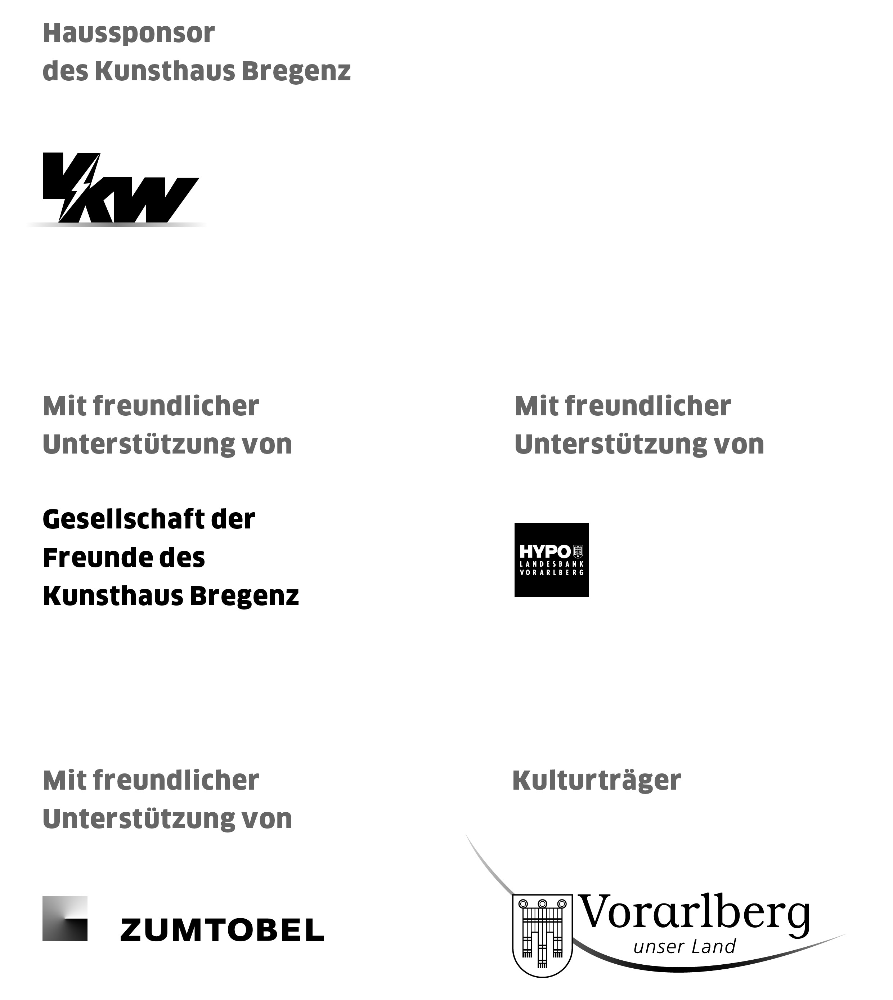 Haussponsor
des Kunsthaus Bregenz
VKW
Mit freundlicher
Unterstützung von
Gesellschaft der
Freunde des
Kunsthaus Bregenz
Mit freundlicher
Unterstützung von
HYPO
LANDESBANK
VORARLBERG
Mit freundlicher
Unterstützung von
ZUMTOBEL
Kulturträger
Vorarlberg
unser Land